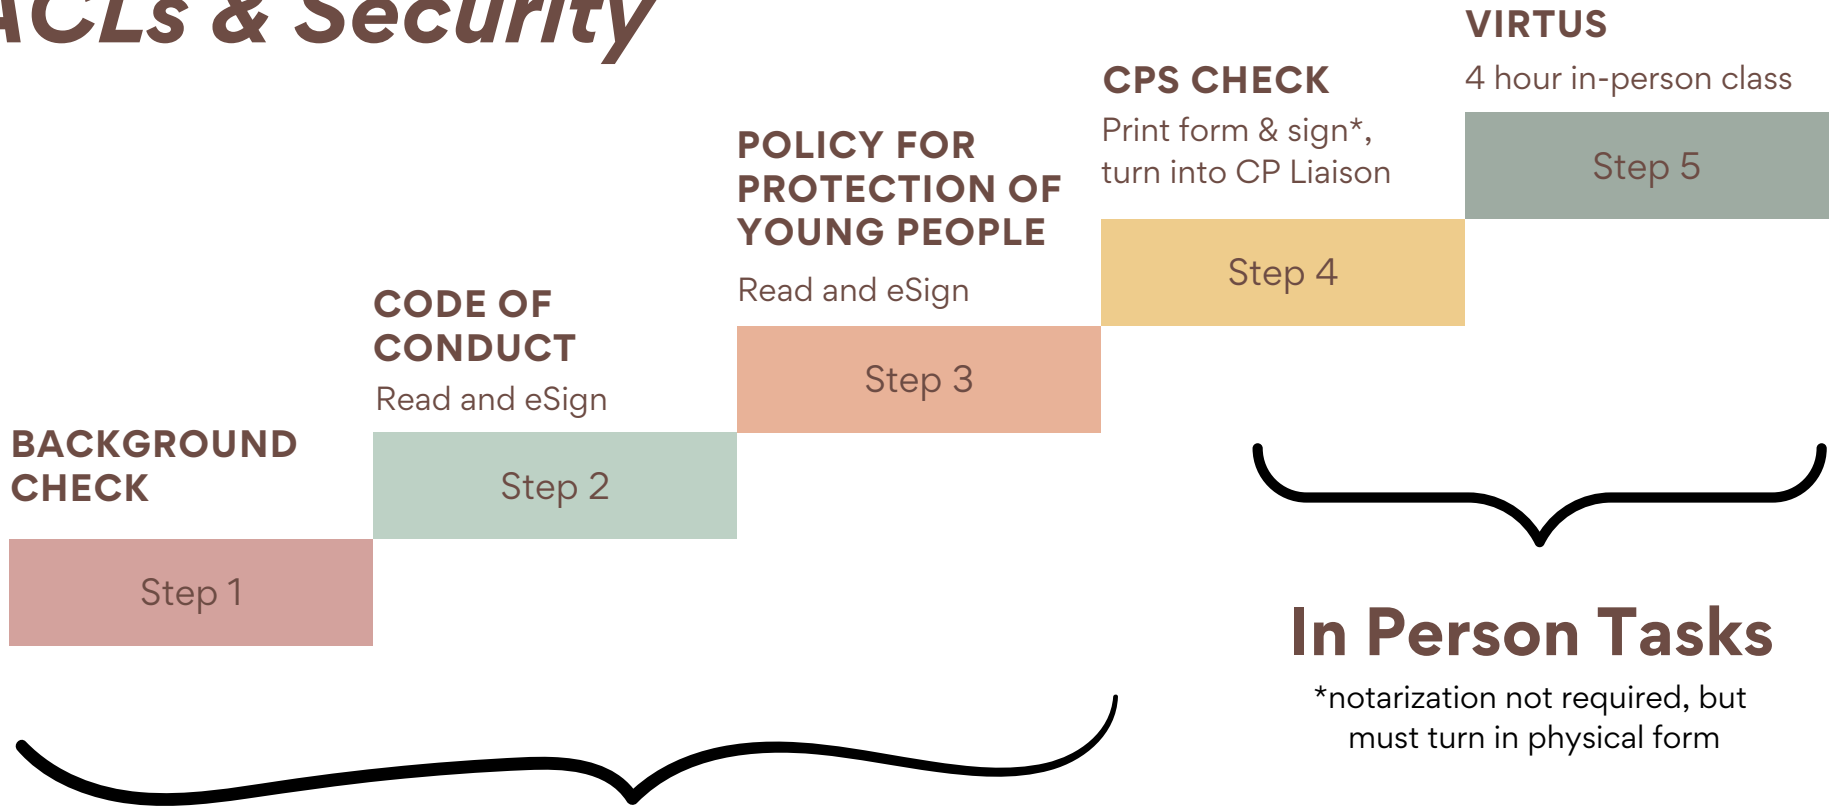 ACLs & Security
VIRTUS
4 hour in-person class
Step 5
CPS CHECK
Print form & sign*,
turn into CP Liaison
Step 4
POLICY FOR
PROTECTION OF
YOUNG PEOPLE
Read and eSign
Step 3
CODE OF
CONDUCT
Read and eSign
Step 2
BACKGROUND
CHECK
Step 1
In Person Tasks
*notarization not required, but
must turn in physical form